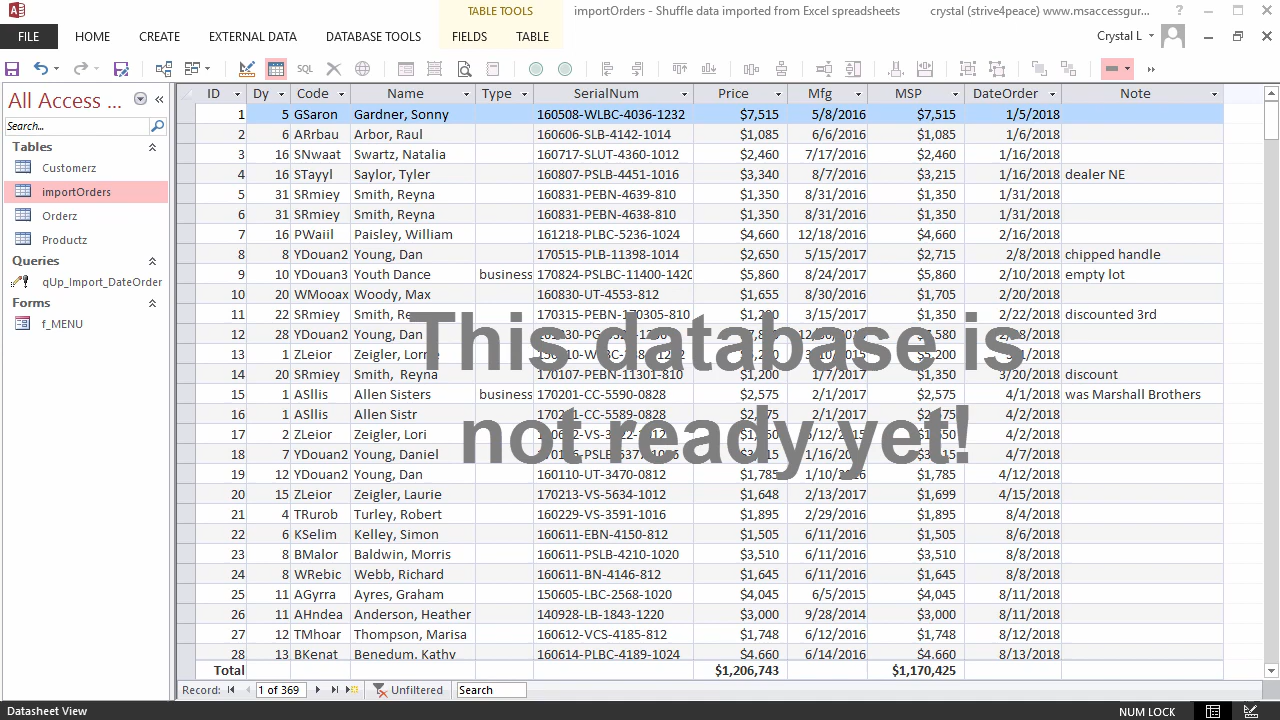 TABLE TOOLS importOrders - Shuffle data imported from Excel spreadsheets crystal (strive4peace) www.msaccessgur... ?
FILE HOME CREATE EXTERNAL DATA DATABASE TOOLS FIELDS TABLE Crystal L
SQL
All Access ...
Search...
Tables
Customerz
importOrders
Orderz
Productz
Queries
qUp_Import_DateOrder
Forms
f_MENU
ID Dy Code Name Type SerialNum Price Mfg MSP DateOrder Note
1 5 GSaron Gardner, Sonny 160508-WLBC-4036-1232 $7,515 5/8/2016 $7,515 1/5/2018
2 6 ARrbau Arbor, Raul 160606-SLB-4142-1014 $1,085 6/6/2016 $1,085 1/6/2018
3 16 SNwaat Swartz, Natalia 160717-SLUT-4360-1012 $2,460 7/17/2016 $2,460 1/16/2018
4 16 STayyl Saylor, Tyler 160807-PSLB-4451-1016 $3,340 8/7/2016 $3,215 1/16/2018 dealer NE
5 31 SRmiey Smith, Reyna 160831-PEBN-4639-810 $1,350 8/31/2016 $1,350 1/31/2018
6 31 SRmiey Smith, Reyna 160831-PEBN-4638-810 $1,350 8/31/2016 $1,350 1/31/2018
7 16 PWaiil Paisley, William 161218-PLBC-5236-1024 $4,660 12/18/2016 $4,660 2/16/2018
8 8 YDouan2 Young, Dan 170515-PLB-11398-1014 $2,650 5/15/2017 $2,715 2/8/2018 chipped handle
9 10 YDouan3 Youth Dance business 170824-PSLBC-11400-1420 $5,860 8/24/2017 $5,860 2/10/2018 empty lot
10 20 WMooax Woody, Max 160830-UT-4553-812 $1,655 8/30/2016 $1,705 2/20/2018
11 22 SRmiey 170315-PEBN-170305-810 3/15/2017 $1,350 2/22/2018 discounted 3rd
12 28 YDouan2 Young, Dan
13 1 ZLeior Zeigler,
14 20 SRmiey Smith, Reyna 170107-PEBN-11301-810 $1,200 1/7/2017 $1,350 3/20/2018 discount
This database is
15 1 ASllis Allen Sisters business 170201-CC-5590-0828 $2,575 2/1/2017 $2,575 4/1/2018 was Marshall Brothers
16 1 ASllis Allen Sistr 4/2/2018
17 2 ZLeior Zeigler, Lori 4/2/2018
18 7 YDouan2 Young, Daniel 4/7/2018
19 12 YDouan2 Young, Dan 160110-UT-3470-0812 $1,785 1/10/2016 $1,785 4/12/2018
not ready yet!
20 15 ZLeior Zeigler, Laurie 170213-VS-5634-1012 $1,648 2/13/2017 $1,699 4/15/2018
21 4 TRurob Turley, Robert 160229-VS-3591-1016 $1,895 2/29/2016 $1,895 8/4/2018
22 6 KSelim Kelley, Simon 160611-EBN-4150-812 $1,505 6/11/2016 $1,505 8/6/2018
23 8 BMalor Baldwin, Morris 160611-PSLB-4210-1020 $3,510 6/11/2016 $3,510 8/8/2018
24 8 WRebic Webb, Richard 160611-BN-4146-812 $1,645 6/11/2016 $1,645 8/8/2018
25 11 AGyrra Ayres, Graham 150605-LBC-2568-1020 $4,045 6/5/2015 $4,045 8/11/2018
26 11 AHndea Anderson, Heather 140928-LB-1843-1220 $3,000 9/28/2014 $3,000 8/11/2018
27 12 TMhoar Thompson, Marisa 160612-VCS-4185-812 $1,748 6/12/2016 $1,748 8/12/2018
28 13 BKenat Benedum, Kathy 160614-PLBC-4189-1024 $4,660 6/14/2016 $4,660 8/13/2018
Total $1,206,743 $1,170,425
Record: 1 of 369 Unfiltered Search
Datasheet View NUM LOCK